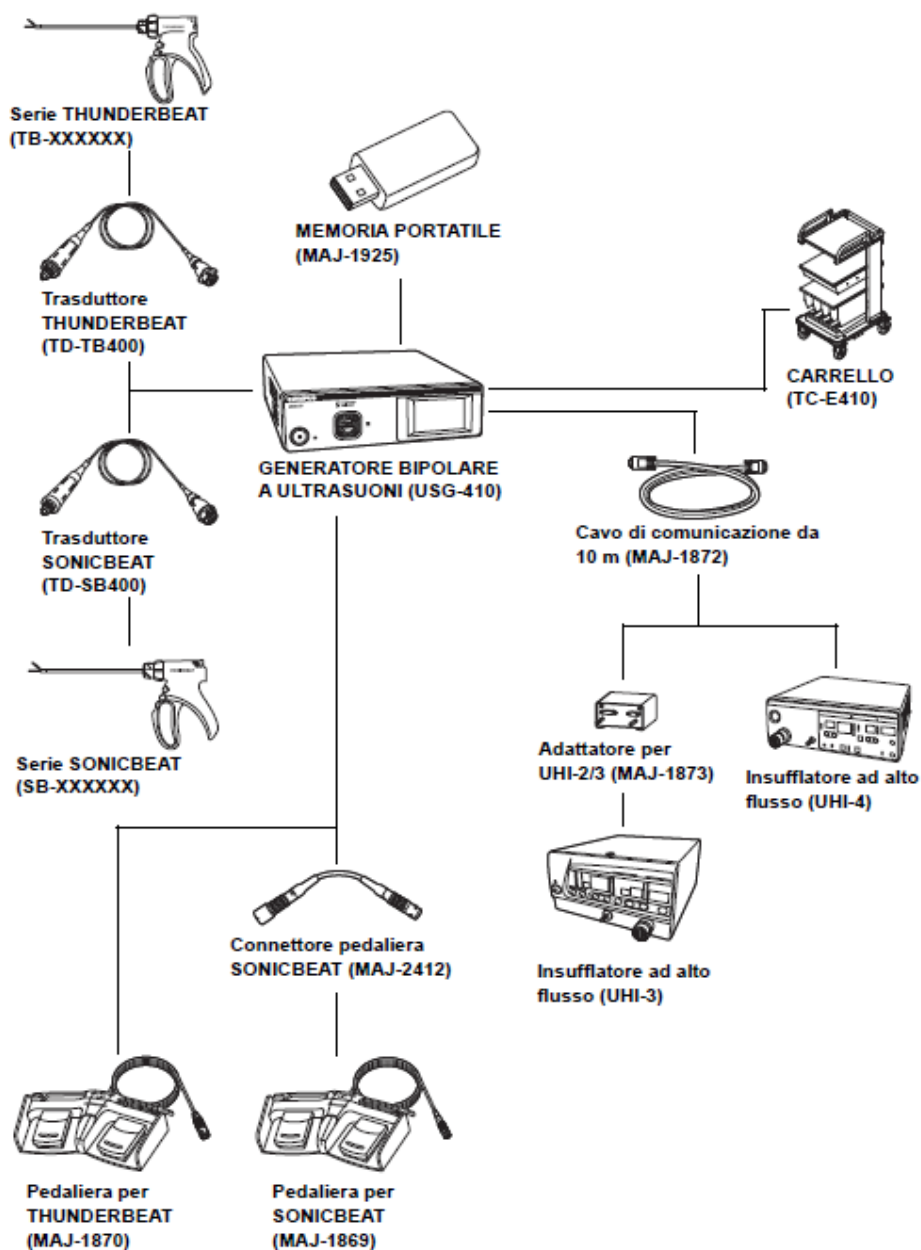 Serie THUNDERBEAT
(TB-XXXXXX)
MEMORIA PORTATILE
(MAJ-1925)
Trasduttore
THUNDERBEAT
(TD-TB400)
CARRELLO
(TC-E410)
GENERATORE BIPOLARE
A ULTRASUONI (USG-410)
Trasduttore
SONICBEAT
(TD-SB400)
Cavo di comunicazione da
10 m (MAJ-1872)
Serie SONICBEAT
(SB-XXXXXX)
Adattatore per
UHI-2/3 (MAJ-1873)
Insufflatore ad alto
flusso (UHI-4)
Connettore pedaliera
SONICBEAT (MAJ-2412)
Insufflatore ad alto
flusso (UHI-3)
Pedaliera per
THUNDERBEAT
(MAJ-1870)
Pedaliera per
SONICBEAT
(MAJ-1869)